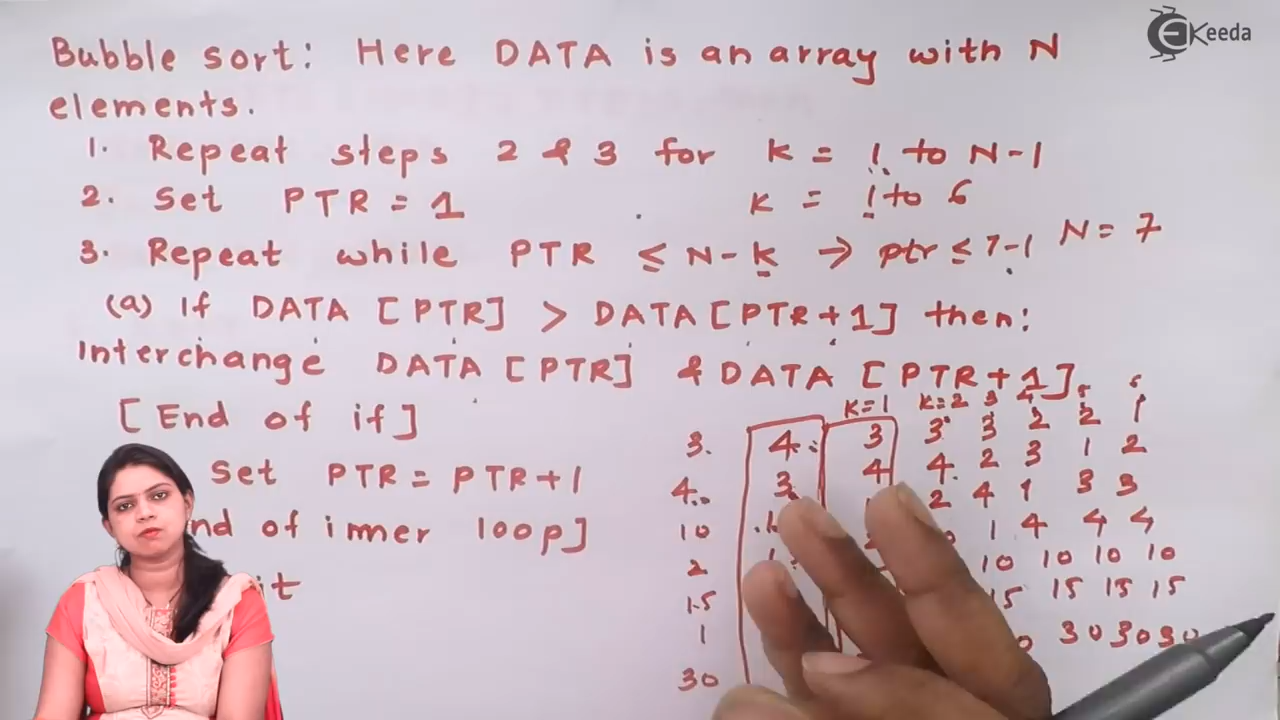 EKeeda
Bubble sort: Here DATA is an array with N
elements.
1. Repeat steps 2 & 3 for K = 1 to N-1
2. Set PTR = 1 K = 1 to 6
3. Repeat while PTR ≤ N-K → ptr ≤ 7-1 N = 7
(a) If DATA [PTR] > DATA [PTR+1] then:
Interchange DATA [PTR] & DATA [PTR+1]
[End of if]
Set PTR = PTR+1
of inner loop]
K=1 K=2 3 4 5 6
3 4 3 3 3 2 2 1
4 3 4 4 2 3 1 2
10 2 4 1 3 3
2 1 4 4 4
15 10 10 10 10
1 15 15 15 15
30 30 30 30